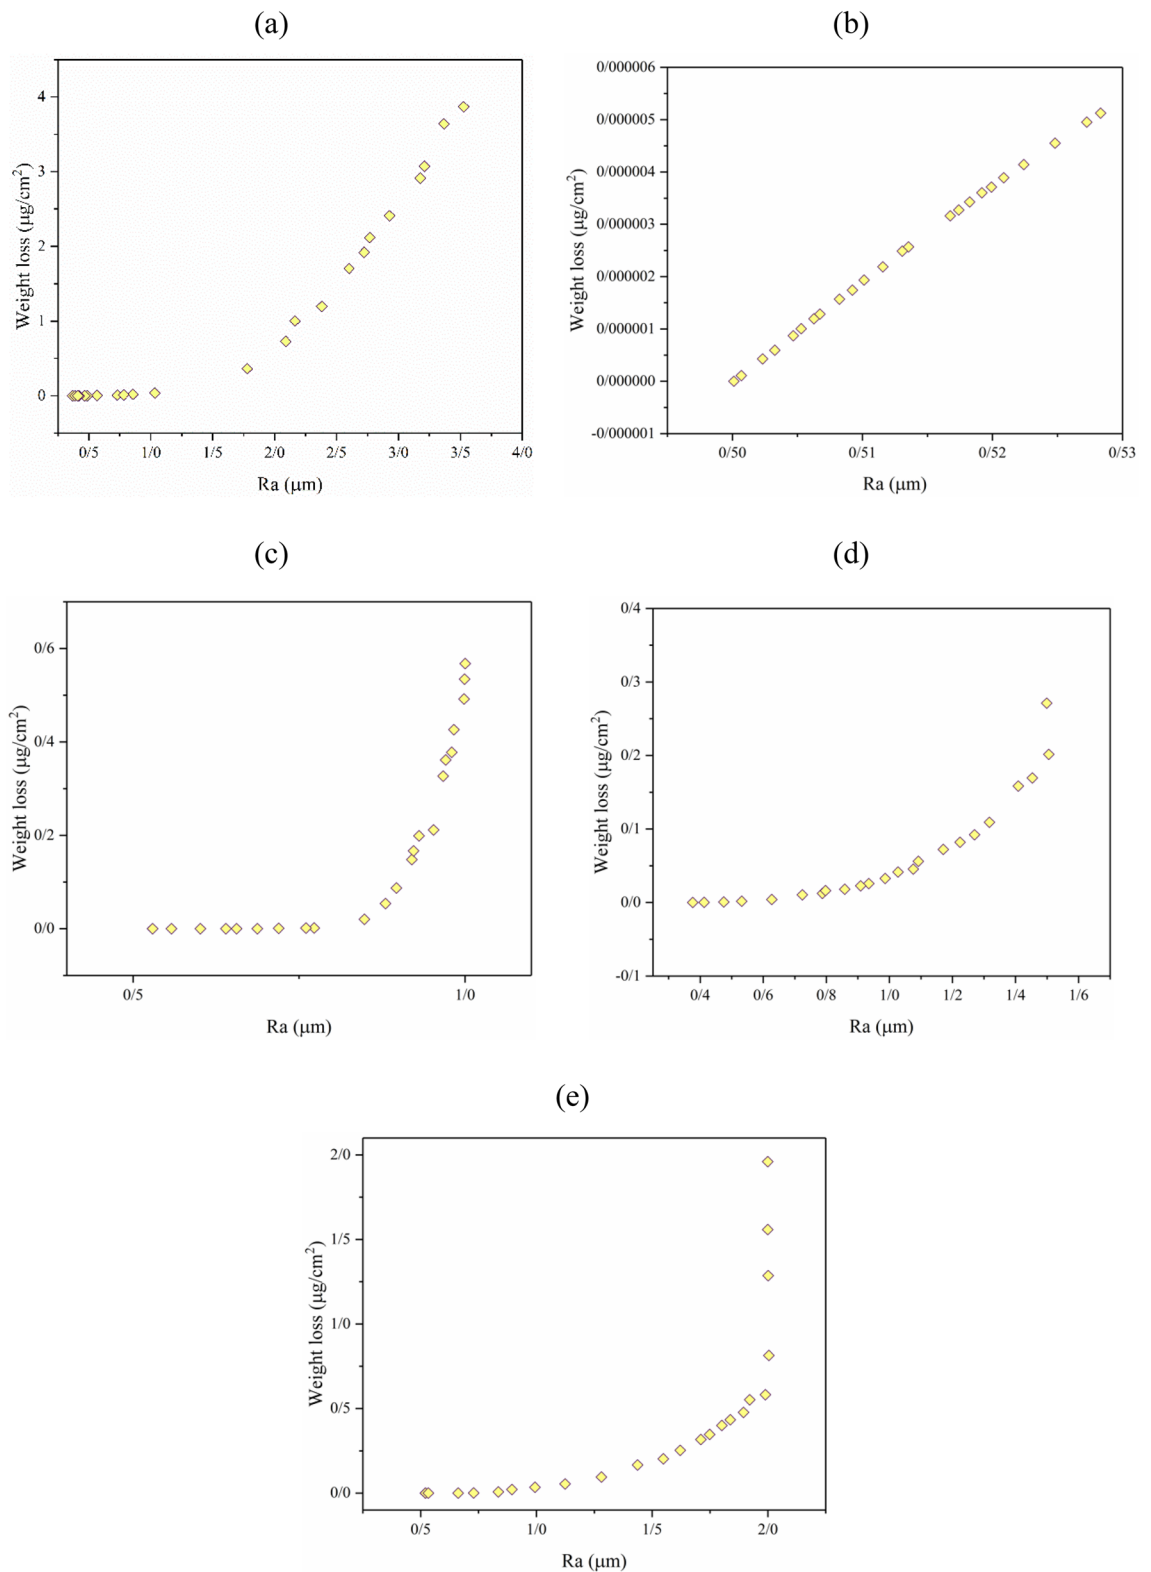 (a)
4
3
2
1
0
Weight loss (μg/cm2)
0/5 1/0 1/5 2/0 2/5 3/0 3/5 4/0
Ra (μm)
(b)
0/000006
0/000005
0/000004
0/000003
0/000002
0/000001
0/000000
-0/000001
Weight loss (μg/cm2)
0/50 0/51 0/52 0/53
Ra (μm)
(c)
0/6
0/4
0/2
0/0
Weight loss (μg/cm2)
0/5 1/0
Ra (μm)
(d)
0/4
0/3
0/2
0/1
0/0
-0/1
Weight loss (μg/cm2)
0/4 0/6 0/8 1/0 1/2 1/4 1/6
Ra (μm)
(e)
2/0
1/5
1/0
0/5
0/0
Weight loss (μg/cm2)
0/5 1/0 1/5 2/0
Ra (μm)